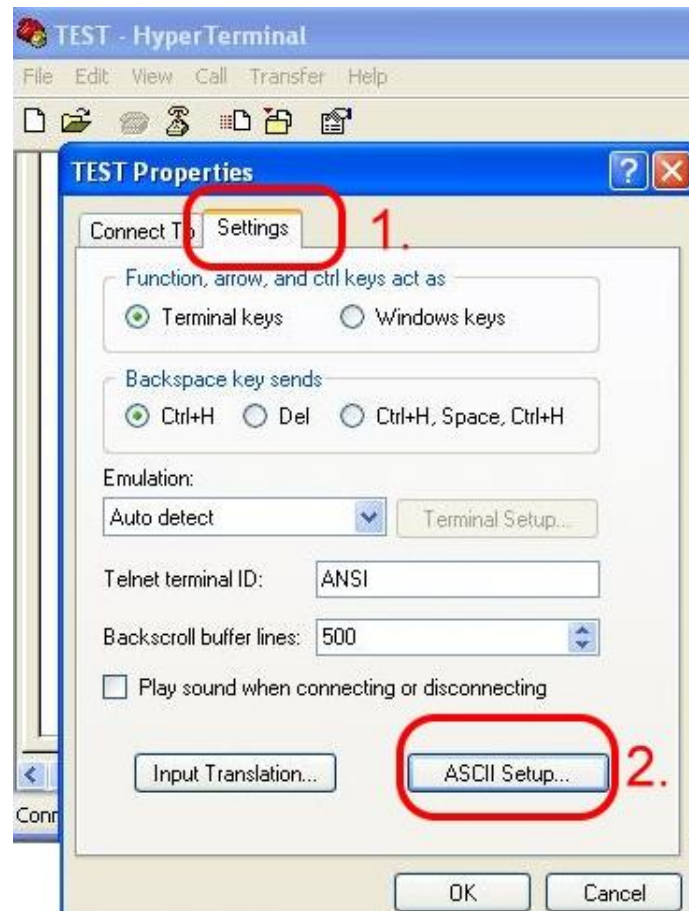 TEST - HyperTerminal
File Edit View Call Transfer Help
TEST Properties
Connect To Settings 1.
Function, arrow, and ctrl keys act as
Terminal keys Windows keys
Backspace key sends
Ctrl+H Del Ctrl+H, Space, Ctrl+H
Emulation:
Auto detect Terminal Setup...
Telnet terminal ID: ANSI
Backscroll buffer lines: 500
Play sound when connecting or disconnecting
Input Translation... ASCII Setup... 2.
Conn
OK Cancel